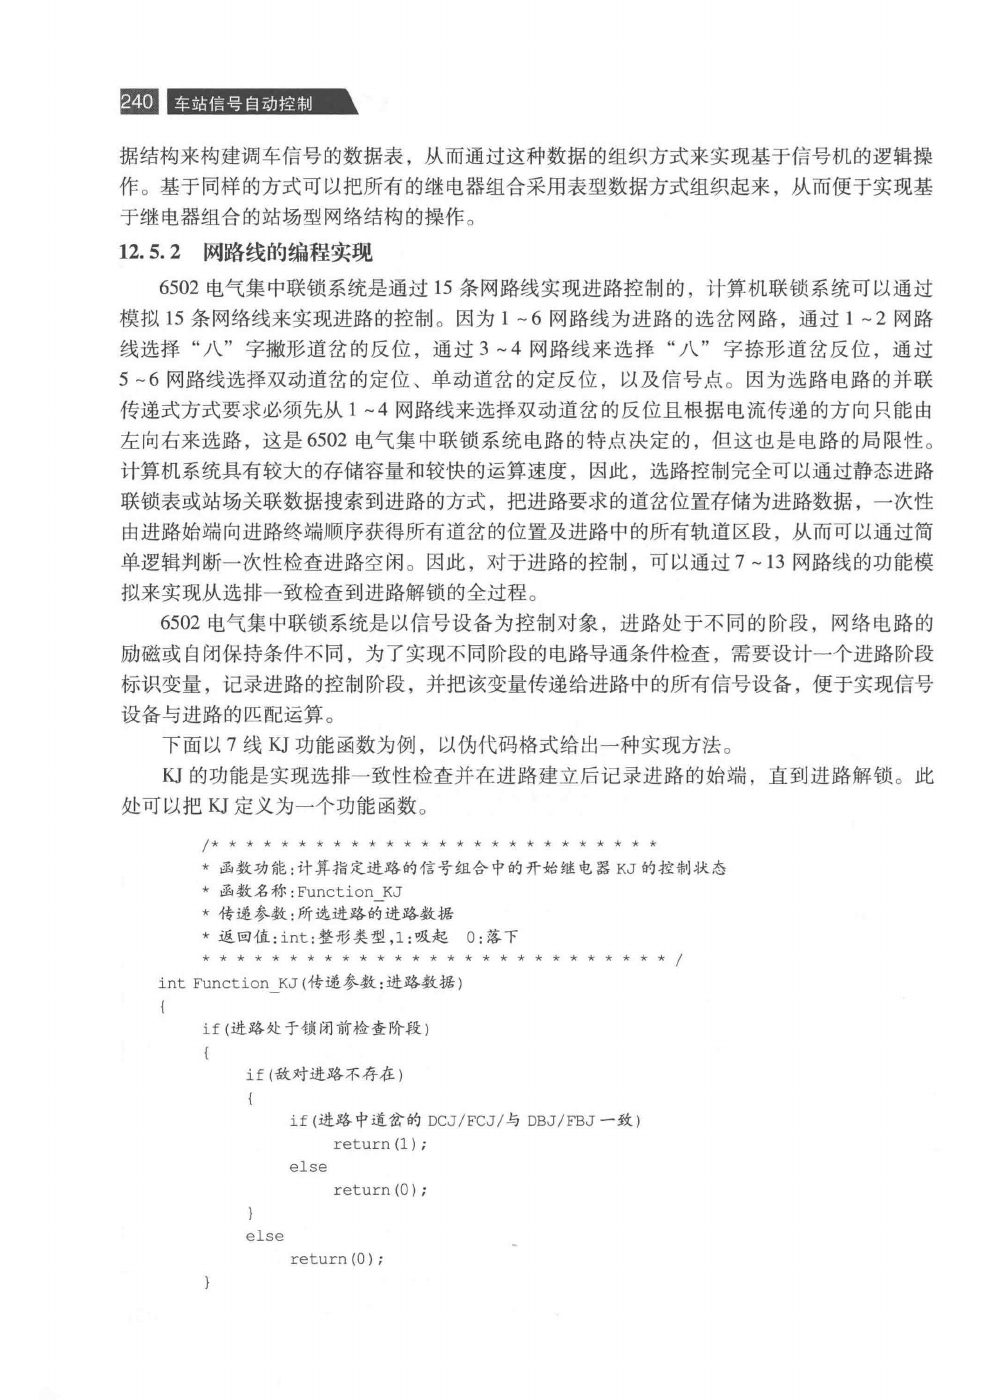 240 车站信号自动控制
据结构来构建调车信号的数据表，从而通过这种数据的组织方式来实现基于信号机的逻辑操
作。基于同样的方式可以把所有的继电器组合采用表型数据方式组织起来，从而便于实现基
于继电器组合的站场型网络结构的操作。
12.5.2 网路线的编程实现
6502 电气集中联锁系统是通过 15 条网路线实现进路控制的，计算机联锁系统可以通过
模拟 15 条网络线来实现进路的控制。因为 1 ~ 6 网路线为进路的选岔网路，通过 1 ~ 2 网路
线选择“八”字撇形道岔的反位，通过 3 ~ 4 网路线来选择“八”字捺形道岔反位，通过
5 ~ 6 网路线选择双动道岔的定位、单动道岔的定反位，以及信号点。因为选路电路的并联
传递式方式要求必须先从 1 ~ 4 网路线来选择双动道岔的反位且根据电流传递的方向只能由
左向右来选路，这是 6502 电气集中联锁系统电路的特点决定的，但这也是电路的局限性。
计算机系统具有较大的存储容量和较快的运算速度，因此，选路控制完全可以通过静态进路
联锁表或站场关联数据搜索到进路的方式，把进路要求的道岔位置存储为进路数据，一次性
由进路始端向进路终端顺序获得所有道岔的位置及进路中的所有轨道区段，从而可以通过简
单逻辑判断一次性检查进路空闲。因此，对于进路的控制，可以通过 7 ~ 13 网路线的功能模
拟来实现从选排一致检查到进路解锁的全过程。
6502 电气集中联锁系统是以信号设备为控制对象，进路处于不同的阶段，网络电路的
励磁或自闭保持条件不同，为了实现不同阶段的电路导通条件检查，需要设计一个进路阶段
标识变量，记录进路的控制阶段，并把该变量传递给进路中的所有信号设备，便于实现信号
设备与进路的匹配运算。
下面以 7 线 KJ 功能函数为例，以伪代码格式给出一种实现方法。
KJ 的功能是实现选排一致性检查并在进路建立后记录进路的始端，直到进路解锁。此
处可以把 KJ 定义为一个功能函数。
/* * * * * * * * * * * * * * * * * * * * * * * * * *
* 函数功能:计算指定进路的信号组合中的开始继电器 KJ 的控制状态
* 函数名称:Function_KJ
* 传递参数:所选进路的进路数据
* 返回值:int:整形类型,1:吸起 0:落下
* * * * * * * * * * * * * * * * * * * * * * * * * * * /
int Function_KJ(传递参数:进路数据)
{
if(进路处于锁闭前检查阶段)
{
if(敌对进路不存在)
{
if(进路中道岔的 DCJ/FCJ/与 DBJ/FBJ 一致)
return(1);
else
return(0);
}
else
return(0);
}